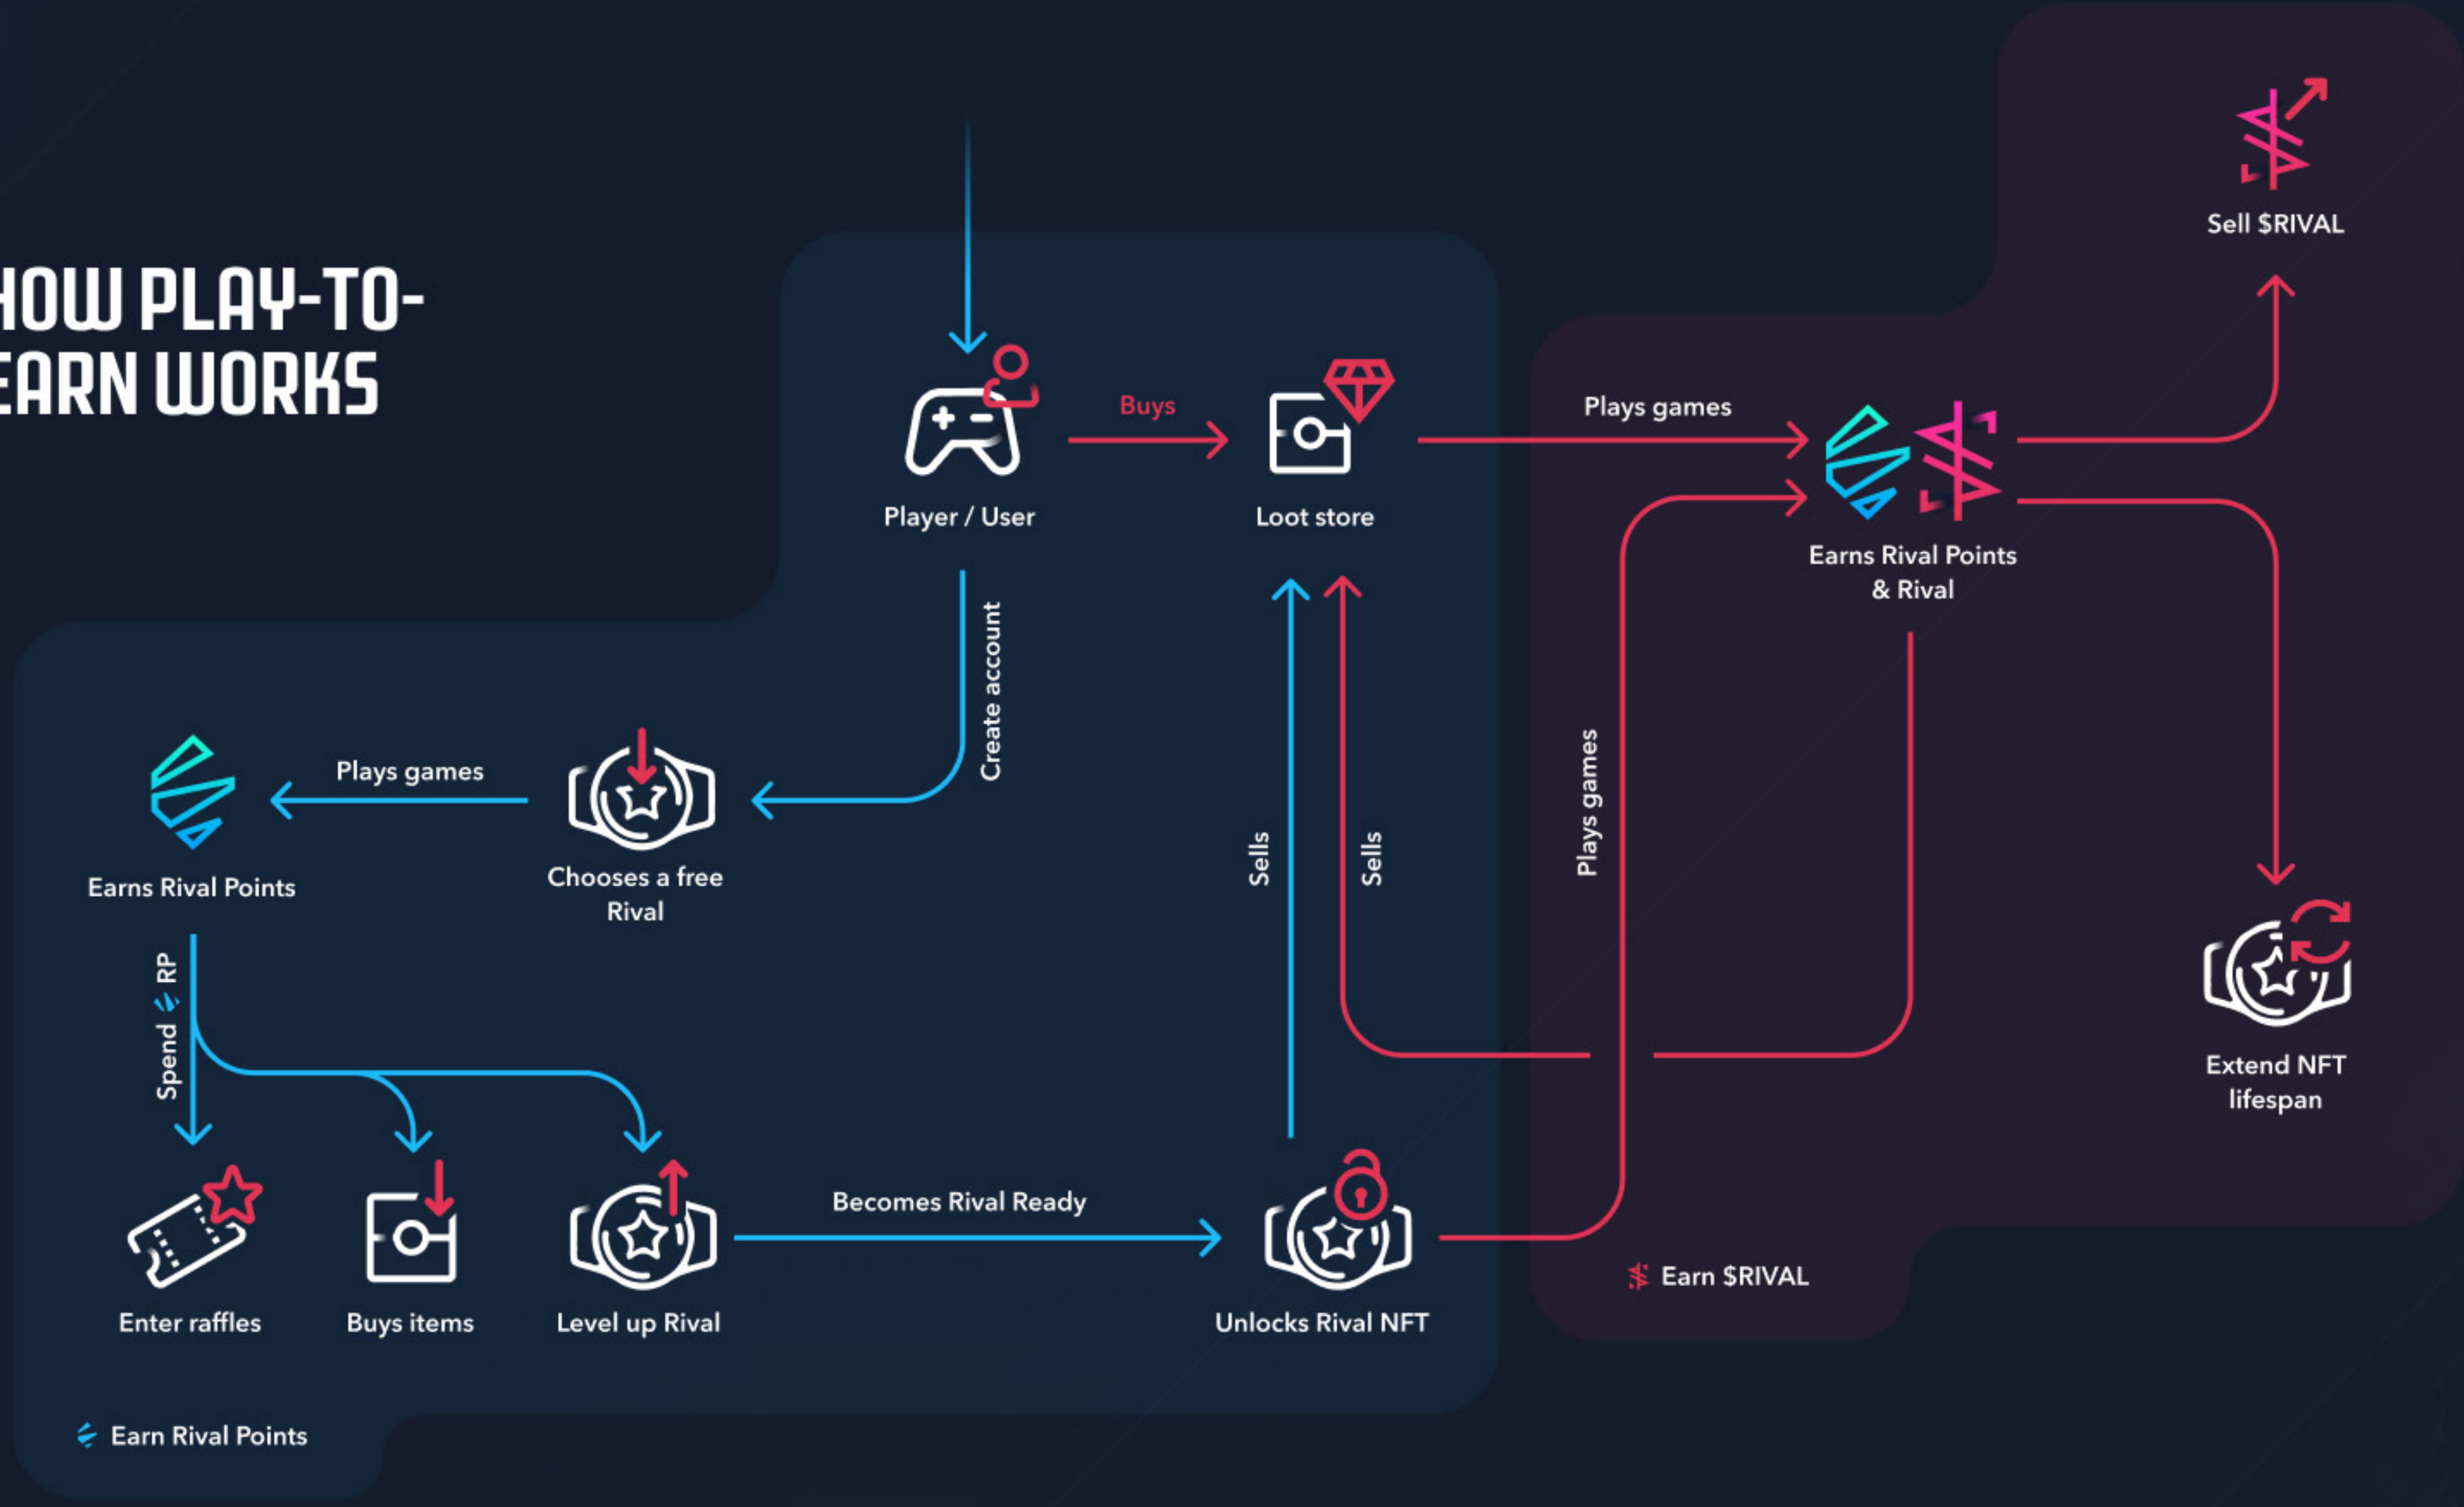 HOW PLAY-TO-
EARN WORKS
Sell $RIVAL
Buys
Plays games
Player / User
Loot store
Earns Rival Points
& Rival
Create account
Plays games
Earns Rival Points
Chooses a free
Rival
Sells
Sells
Plays games
Spend RP
Extend NFT
lifespan
Becomes Rival Ready
Enter raffles
Buys items
Level up Rival
Unlocks Rival NFT
Earn $RIVAL
Earn Rival Points